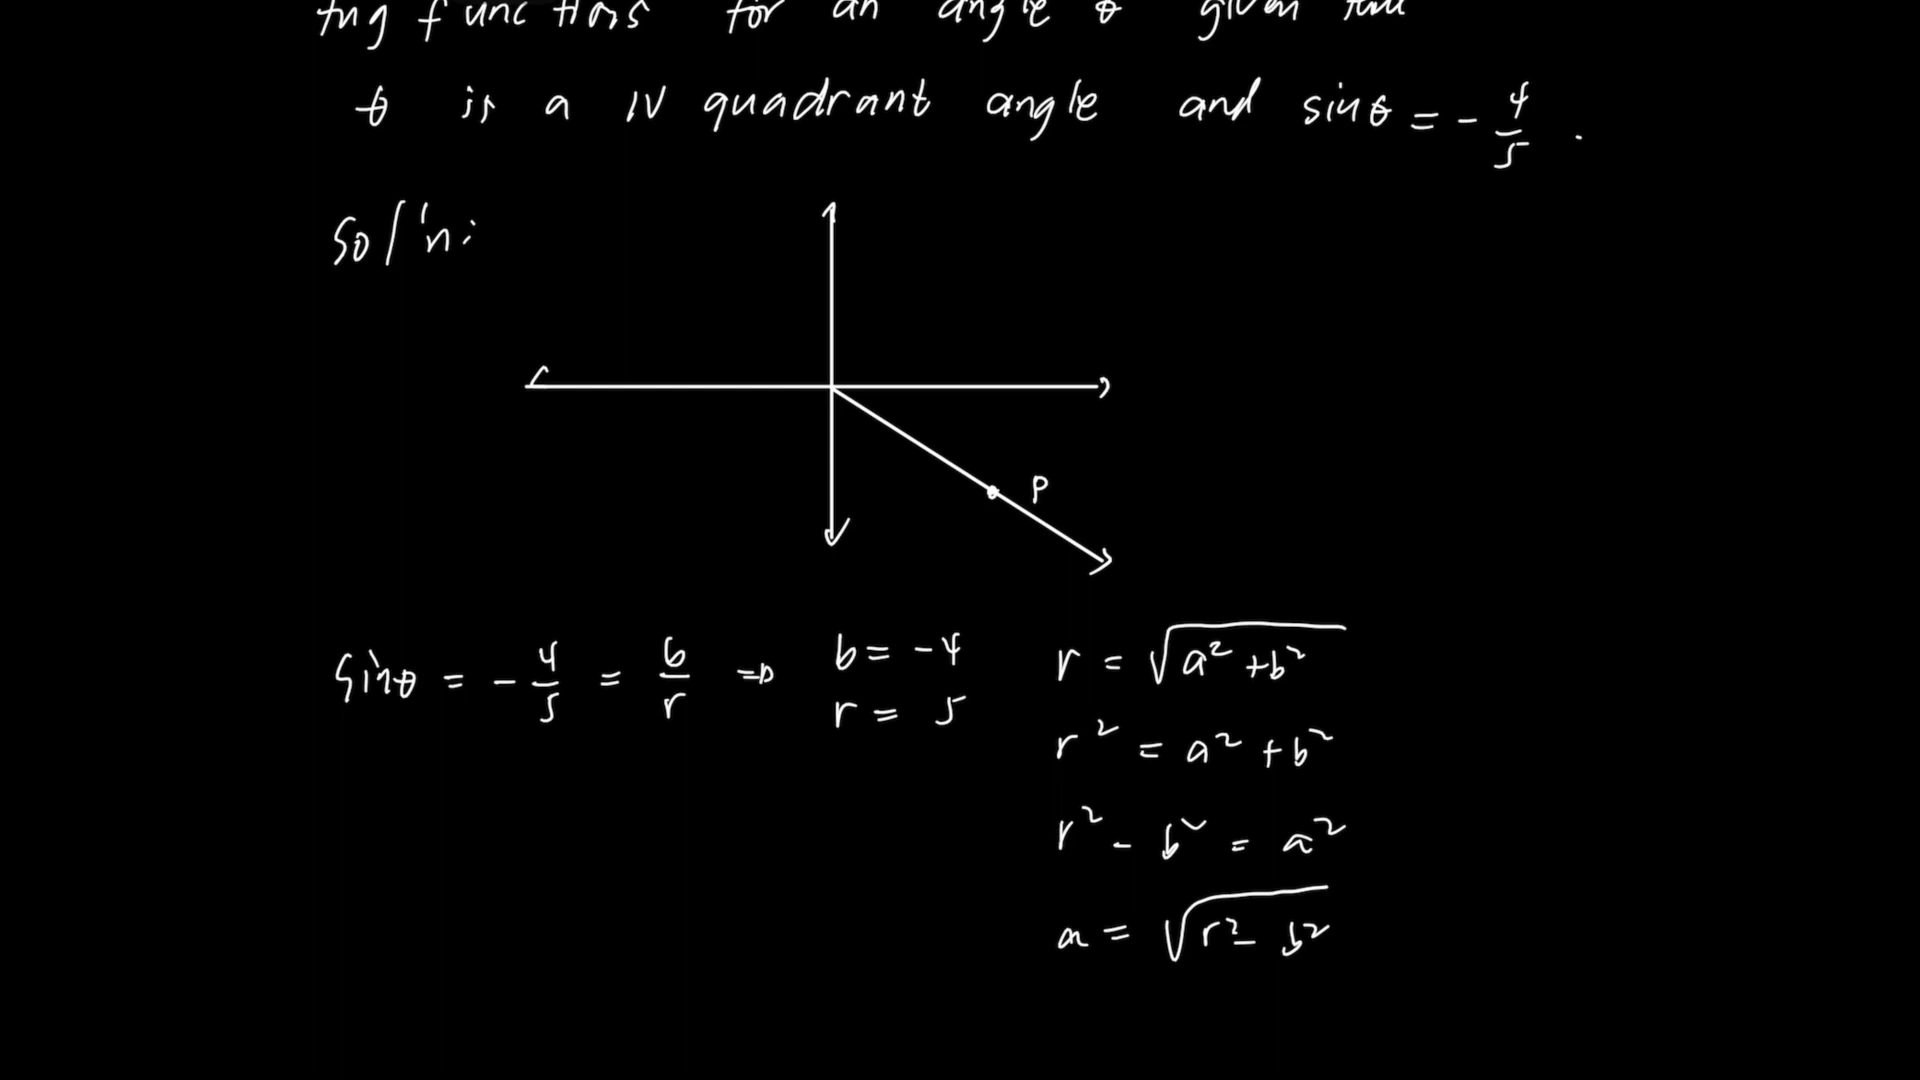 trig functions for an angle θ given that
θ is a IV quadrant angle and sinθ = - 4/5 .
Sol'n:
P
sinθ = - 4/5 = b/r ⇒ b = -4 r = √(a² + b²)
r = 5
r² = a² + b²
r² - b² = a²
a = √(r² - b²)